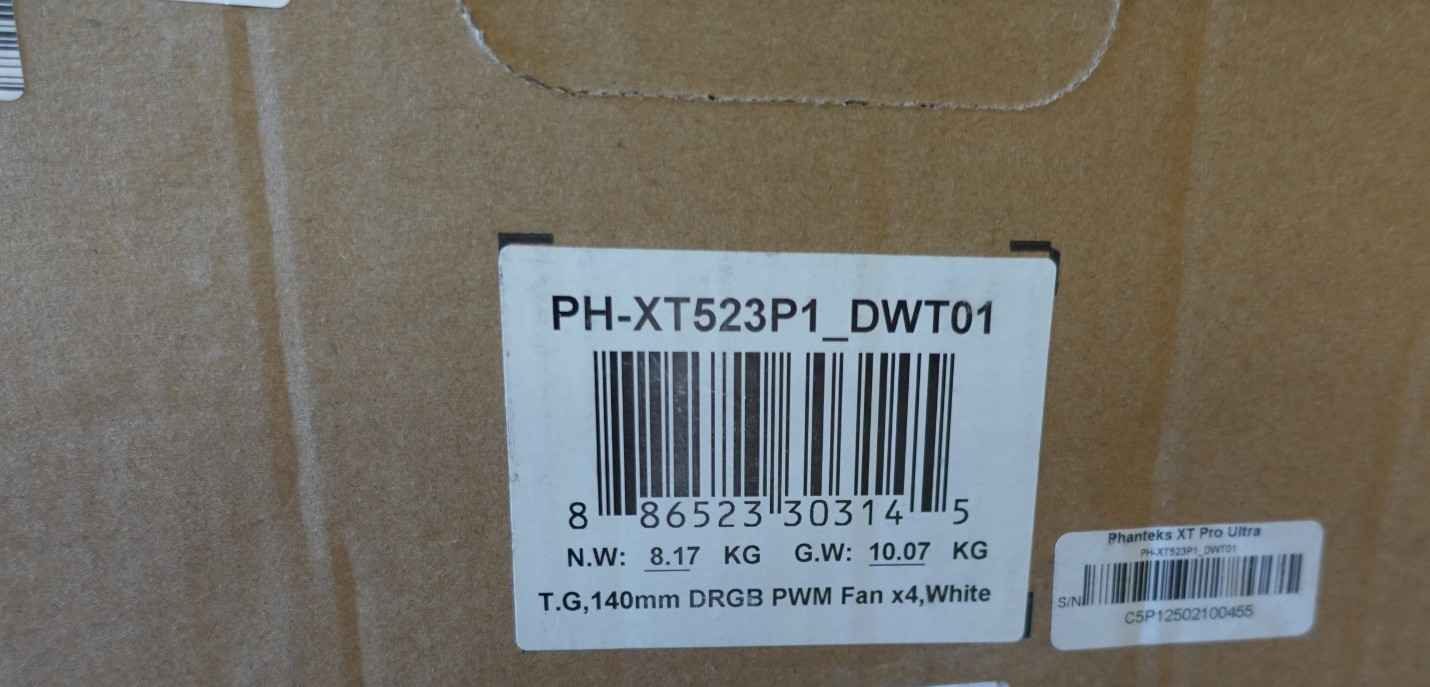 PH-XT523P1_DWT01
8 86523 30314 5
N.W: 8.17 KG G.W: 10.07 KG
T.G,140mm DRGB PWM Fan x4,White
Phanteks XT Pro Ultra
PH-XT523P1_DWT01
S/N
C5P12502100455